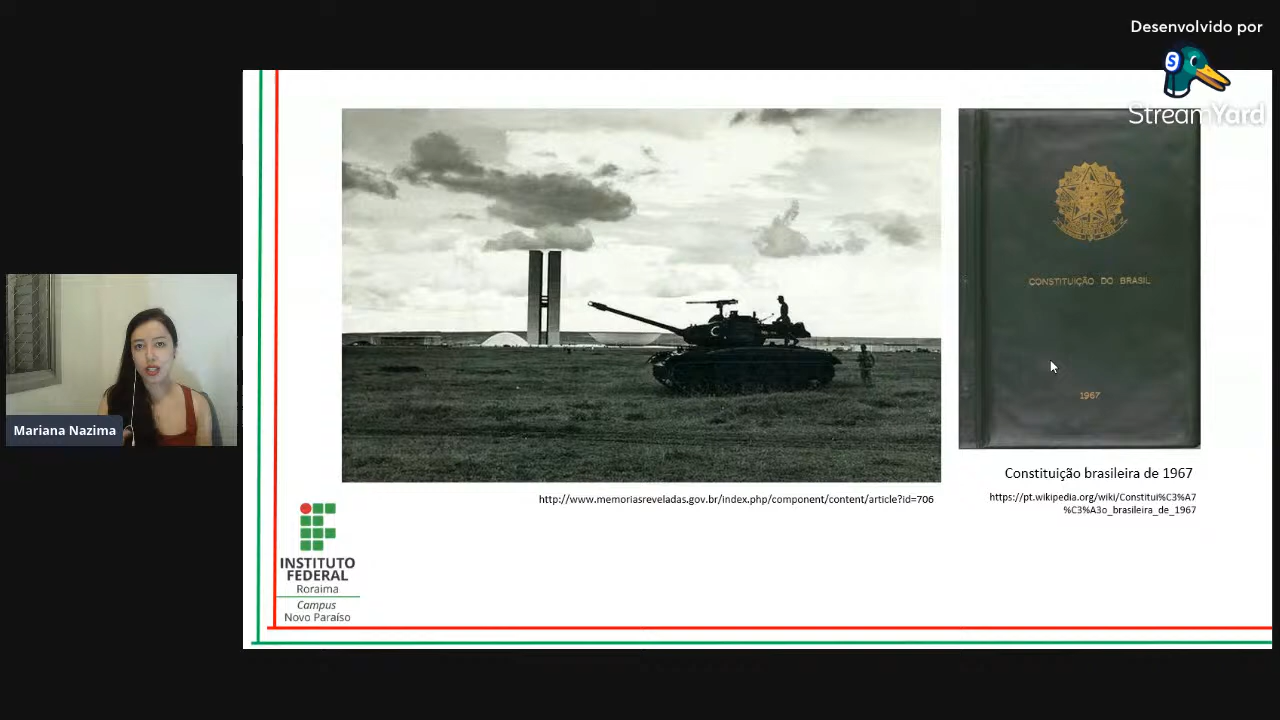 Desenvolvido por
S
StreamYard
CONSTITUIÇÃO DO BRASIL
1967
Constituição brasileira de 1967
http://www.memoriasreveladas.gov.br/index.php/component/content/article?id=706
https://pt.wikipedia.org/wiki/Constitui%C3%A7
%C3%A3o_brasileira_de_1967
Mariana Nazima
INSTITUTO
FEDERAL
Roraima
Campus
Novo Paraíso